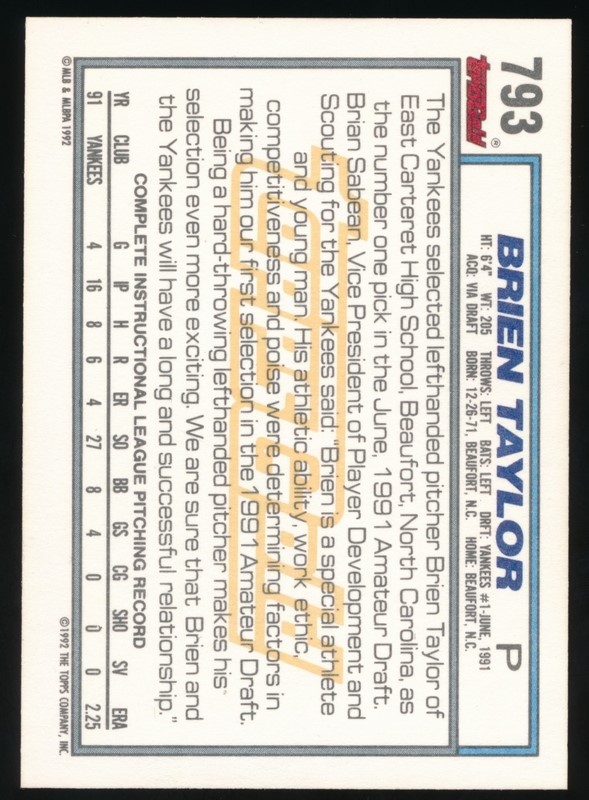 793
Topps Gold®
BRIEN TAYLOR P
HT: 6'4" WT: 205 THROWS: LEFT BATS: LEFT DRFT: YANKEES #1-JUNE, 1991
ACQ: VIA DRAFT BORN: 12-26-71, BEAUFORT, N.C. HOME: BEAUFORT, N.C.
ToppsGold
The Yankees selected lefthanded pitcher Brien Taylor of
East Carteret High School, Beaufort, North Carolina, as
the number one pick in the June, 1991 Amateur Draft.
Brian Sabean, Vice President of Player Development and
Scouting for the Yankees said: "Brien is a special athlete
and young man. His athletic ability, work ethic,
competitiveness and poise were determining factors in
making him our first selection in the 1991 Amateur Draft.
Being a hard-throwing lefthanded pitcher makes his
selection even more exciting. We are sure that Brien and
the Yankees will have a long and successful relationship."
COMPLETE INSTRUCTIONAL LEAGUE PITCHING RECORD
YR CLUB G IP H R ER SO BB GS CG SHO SV ERA
91 YANKEES 4 16 8 6 4 27 8 4 0 0 0 2.25
©MLB & MLBPA 1992 ©1992 THE TOPPS COMPANY, INC.